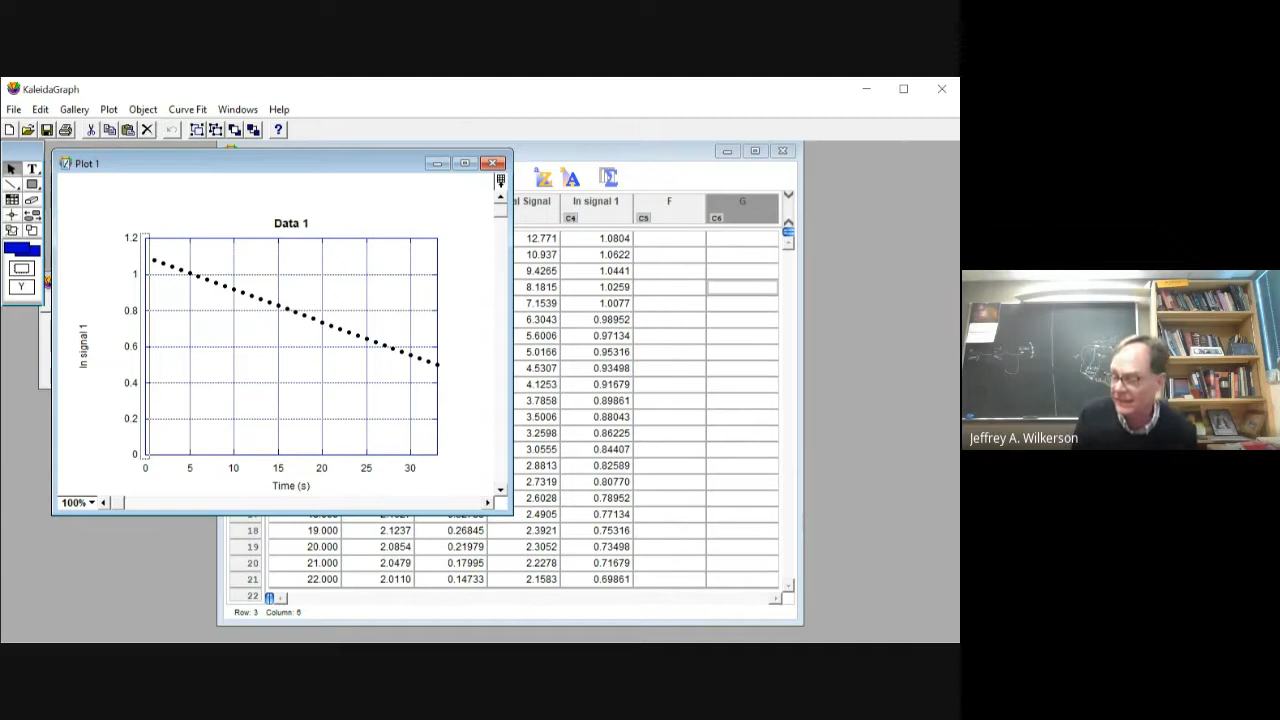 KaleidaGraph
File Edit Gallery Plot Object Curve Fit Windows Help
Plot 1
T
Y
Data 1
1.2
1
0.8
0.6
0.4
0.2
0
ln signal 1
0 5 10 15 20 25 30
Time (s)
100%
al Signal ln signal 1 F G
C4 C5 C6
12.771 1.0804
10.937 1.0622
9.4265 1.0441
8.1815 1.0259
7.1539 1.0077
6.3043 0.98952
5.6006 0.97134
5.0166 0.95316
4.5307 0.93498
4.1253 0.91679
3.7858 0.89861
3.5006 0.88043
3.2598 0.86225
3.0555 0.84407
2.8813 0.82589
2.7319 0.80770
2.6028 0.78952
2.4905 0.77134
18 19.000 2.1237 0.26845 2.3921 0.75316
19 20.000 2.0854 0.21979 2.3052 0.73498
20 21.000 2.0479 0.17995 2.2278 0.71679
21 22.000 2.0110 0.14733 2.1583 0.69861
22
Row: 3 Column: 6
Jeffrey A. Wilkerson